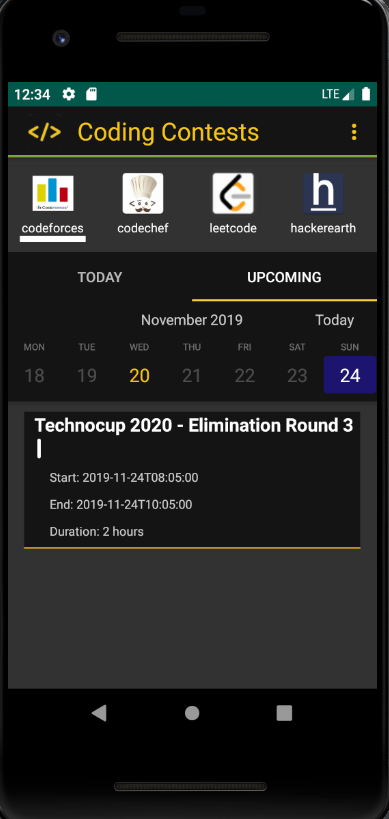 12:34 LTE
</> Coding Contests
codeforces codechef leetcode hackerearth
TODAY UPCOMING
November 2019 Today
MON TUE WED THU FRI SAT SUN
18 19 20 21 22 23 24
Technocup 2020 - Elimination Round 3
Start: 2019-11-24T08:05:00
End: 2019-11-24T10:05:00
Duration: 2 hours